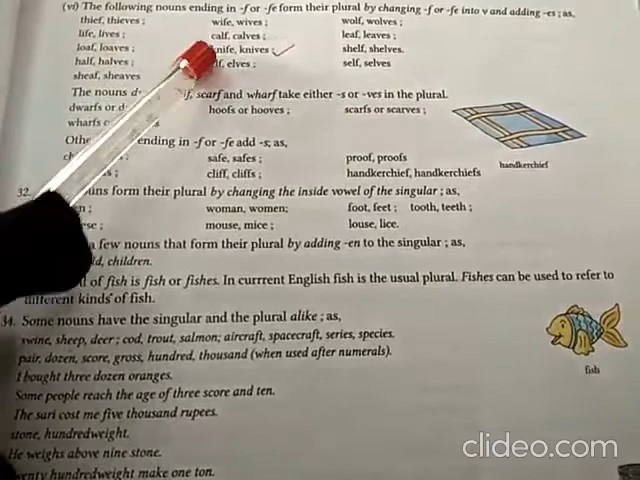 (vi) The following nouns ending in -f or -fe form their plural by changing -f or -fe into v and adding -es; as,
thief, thieves; wife, wives; wolf, wolves;
life, lives; calf, calves; leaf, leaves;
loaf, loaves; knife, knives; shelf, shelves.
half, halves; elves; self, selves
sheaf, sheaves
The nouns scarf and wharf take either -s or -ves in the plural.
dwarfs or hoofs or hooves; scarfs or scarves;
wharfs
ending in -f or -fe add -s; as,
safe, safes; proof, proofs
cliff, cliffs; handkerchief, handkerchiefs
handkerchief
32. form their plural by changing the inside vowel of the singular; as,
woman, women; foot, feet; tooth, teeth;
mouse, mice; louse, lice.
a few nouns that form their plural by adding -en to the singular; as,
children.
of fish is fish or fishes. In currrent English fish is the usual plural. Fishes can be used to refer to
different kinds of fish.
34. Some nouns have the singular and the plural alike; as,
swine, sheep, deer; cod, trout, salmon; aircraft, spacecraft, series, species.
pair, dozen, score, gross, hundred, thousand (when used after numerals).
I bought three dozen oranges.
Some people reach the age of three score and ten.
The sari cost me five thousand rupees.
stone, hundredweight.
He weighs above nine stone.
hundredweight make one ton.
fish
clideo.com